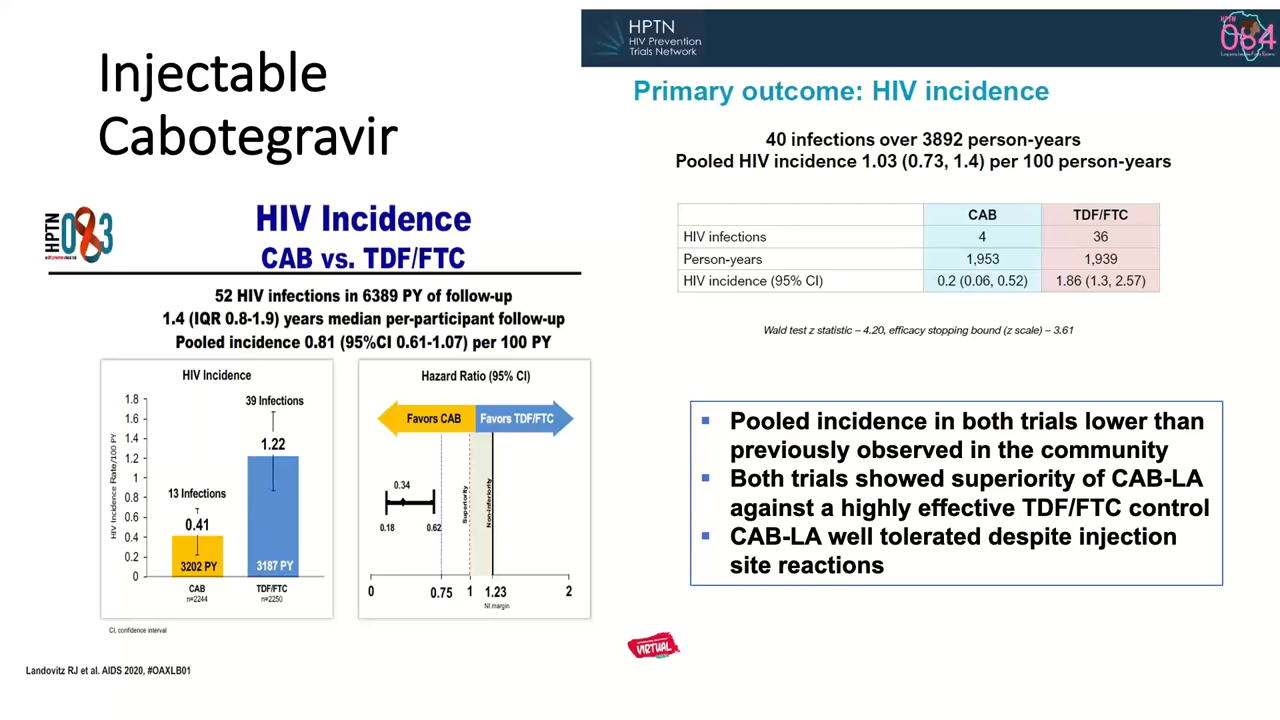 Injectable
Cabotegravir
HPTN
083
HIV Incidence
CAB vs. TDF/FTC
52 HIV infections in 6389 PY of follow-up
1.4 (IQR 0.8-1.9) years median per-participant follow-up
Pooled incidence 0.81 (95%CI 0.61-1.07) per 100 PY
HIV Incidence
HIV Incidence Rate/100 PY
1.8
1.6
1.4
1.2
1
0.8
0.6
0.4
0.2
0
13 Infections
0.41
3202 PY
CAB
n=2244
39 Infections
1.22
3187 PY
TDF/FTC
n=2250
CI, confidence interval
Hazard Ratio (95% CI)
Favors CAB
Favors TDF/FTC
0.34
0.18
0.62
Superiority
Non-inferiority
0
0.75
1
1.23
2
NI margin
Landovitz RJ et al. AIDS 2020, #OAXLB01
HPTN
HIV Prevention
Trials Network
HPTN
084
Primary outcome: HIV incidence
40 infections over 3892 person-years
Pooled HIV incidence 1.03 (0.73, 1.4) per 100 person-years
CAB TDF/FTC
HIV infections 4 36
Person-years 1,953 1,939
HIV incidence (95% CI) 0.2 (0.06, 0.52) 1.86 (1.3, 2.57)
Wald test z statistic – 4.20, efficacy stopping bound (z scale) – 3.61
▪ Pooled incidence in both trials lower than
previously observed in the community
▪ Both trials showed superiority of CAB-LA
against a highly effective TDF/FTC control
▪ CAB-LA well tolerated despite injection
site reactions
VIRTUAL